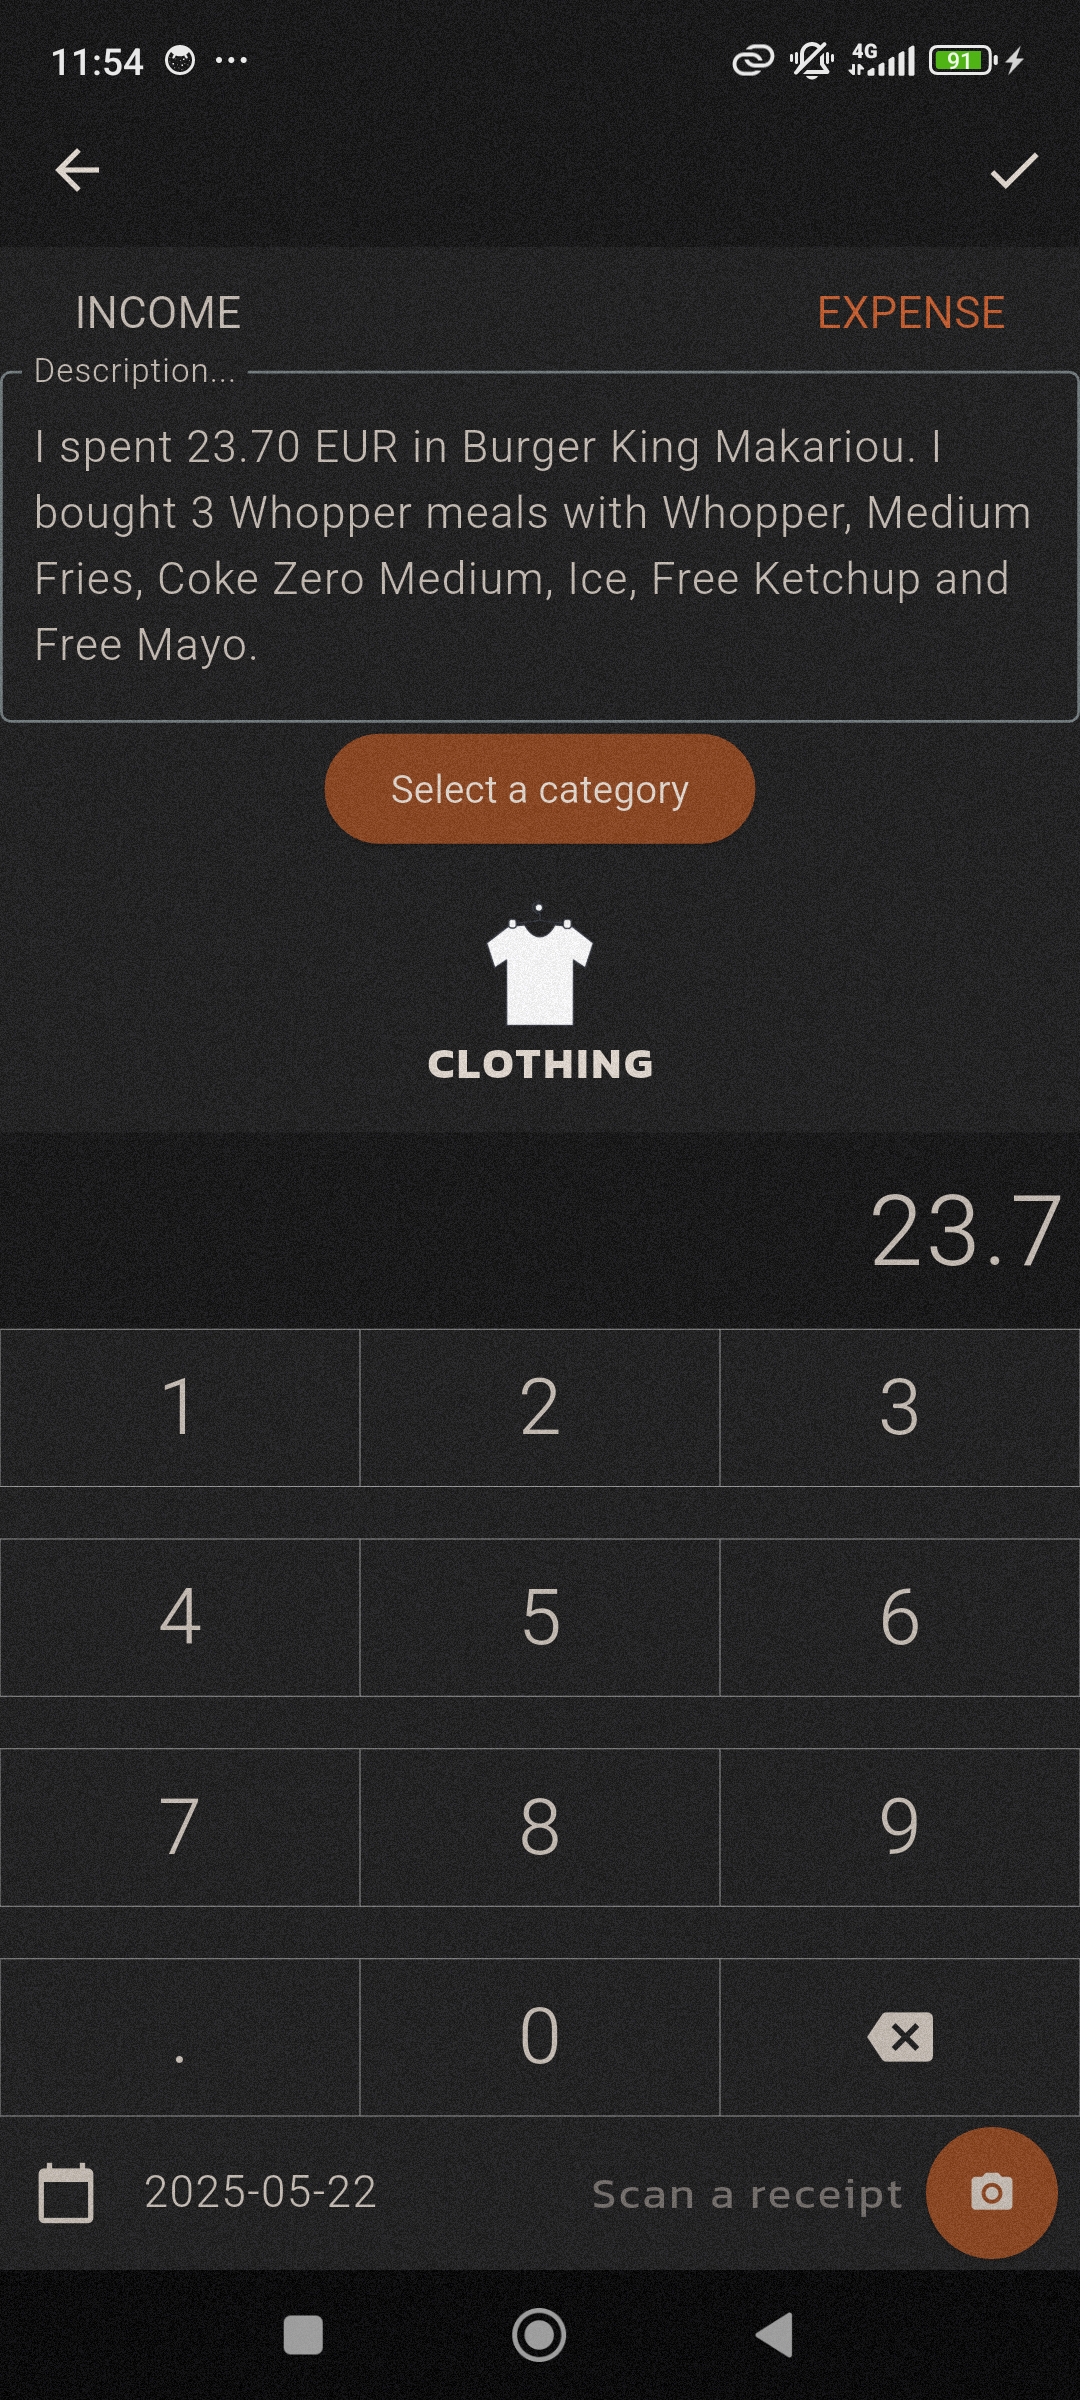 11:54
4G
91
INCOME
EXPENSE
Description...
I spent 23.70 EUR in Burger King Makariou. I
bought 3 Whopper meals with Whopper, Medium
Fries, Coke Zero Medium, Ice, Free Ketchup and
Free Mayo.
Select a category
CLOTHING
23.7
1 2 3
4 5 6
7 8 9
. 0
2025-05-22
Scan a receipt